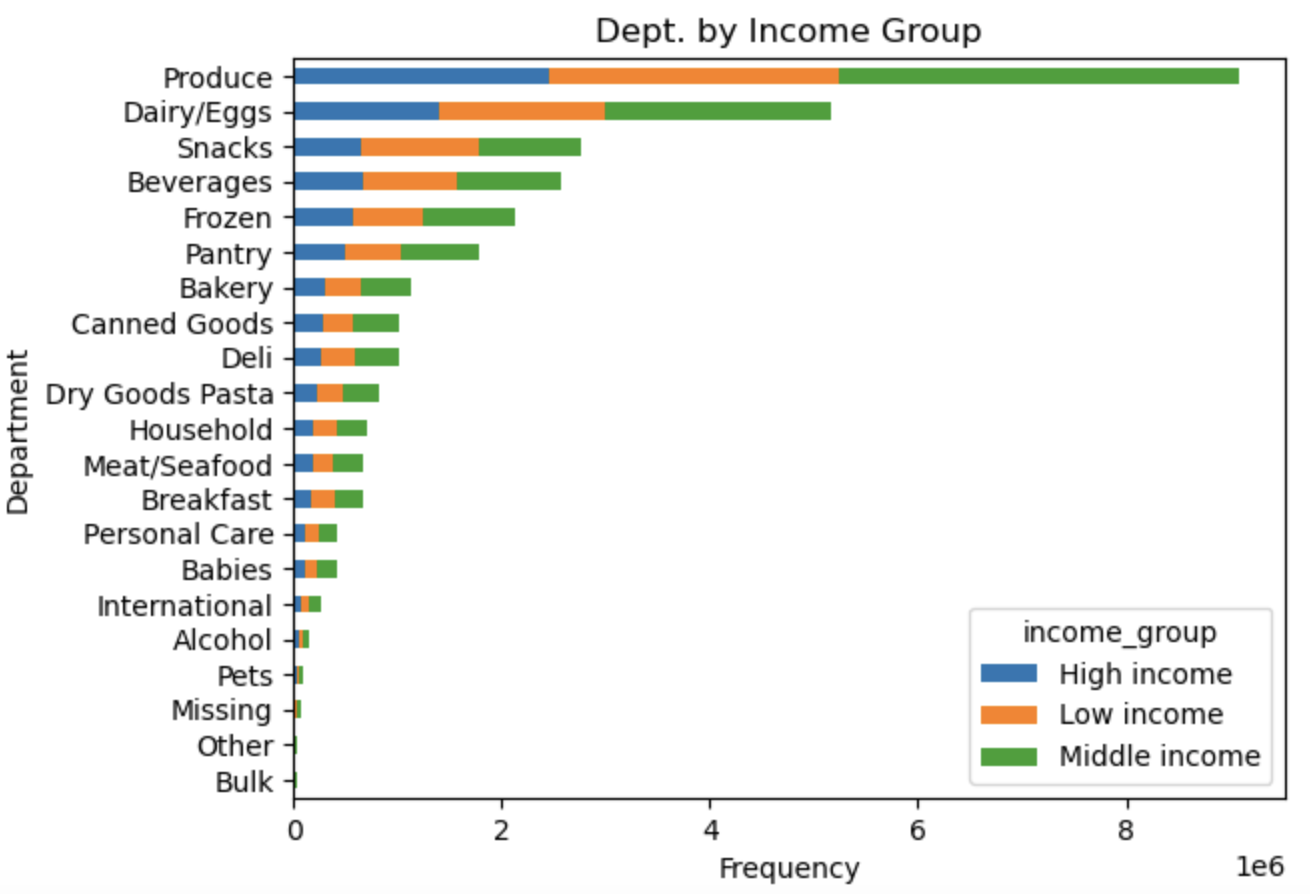 Dept. by Income Group
Department
Produce
Dairy/Eggs
Snacks
Beverages
Frozen
Pantry
Bakery
Canned Goods
Deli
Dry Goods Pasta
Household
Meat/Seafood
Breakfast
Personal Care
Babies
International
Alcohol
Pets
Missing
Other
Bulk
income_group
High income
Low income
Middle income
0 2 4 6 8
1e6
Frequency